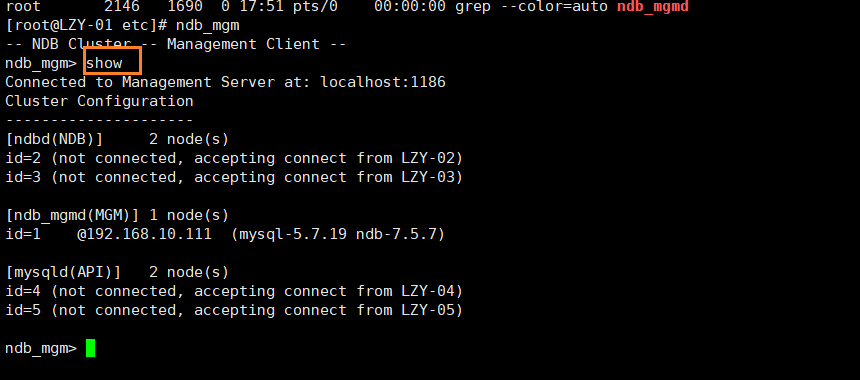 root       2146   1690  0 17:51 pts/0    00:00:00 grep --color=auto ndb_mgmd
[root@LZY-01 etc]# ndb_mgm
-- NDB Cluster -- Management Client --
ndb_mgm> show
Connected to Management Server at: localhost:1186
Cluster Configuration
---------------------
[ndbd(NDB)]     2 node(s)
id=2 (not connected, accepting connect from LZY-02)
id=3 (not connected, accepting connect from LZY-03)
[ndb_mgmd(MGM)] 1 node(s)
id=1    @192.168.10.111  (mysql-5.7.19 ndb-7.5.7)
[mysqld(API)]   2 node(s)
id=4 (not connected, accepting connect from LZY-04)
id=5 (not connected, accepting connect from LZY-05)
ndb_mgm>